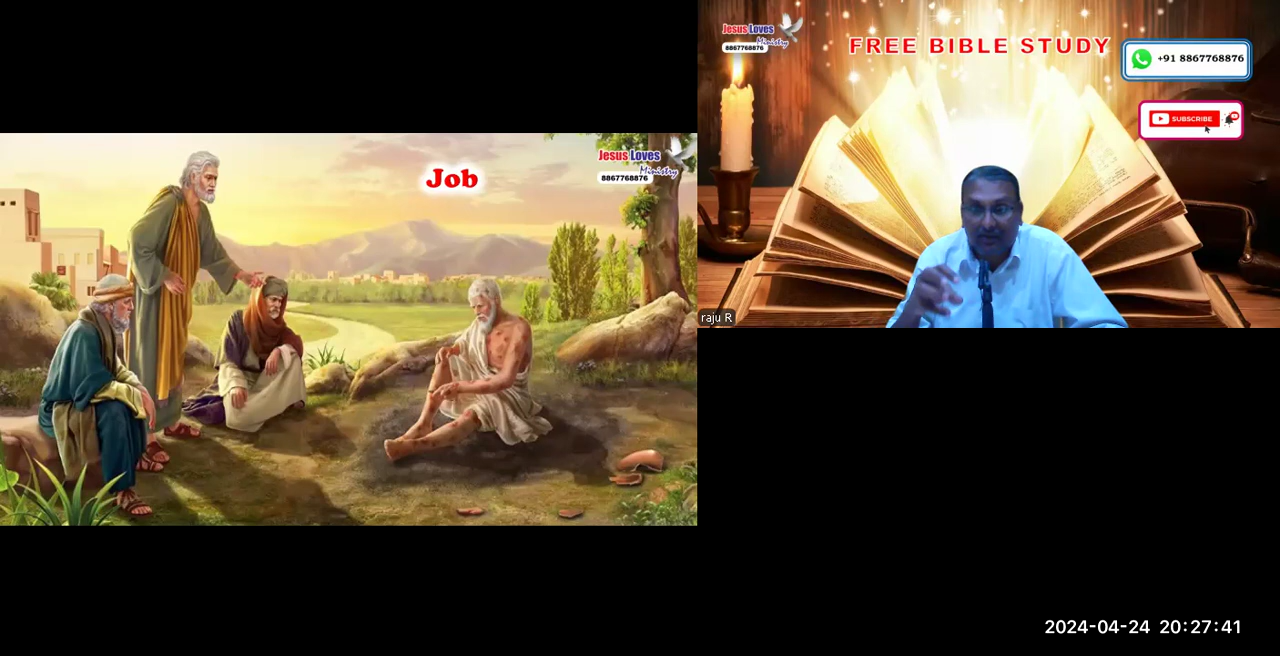 Job
Jesus Loves
Ministry
8867768876
Jesus Loves
Ministry
8867768876
FREE BIBLE STUDY
+91 8867768876
SUBSCRIBE
raju R
2024-04-24 20:27:41